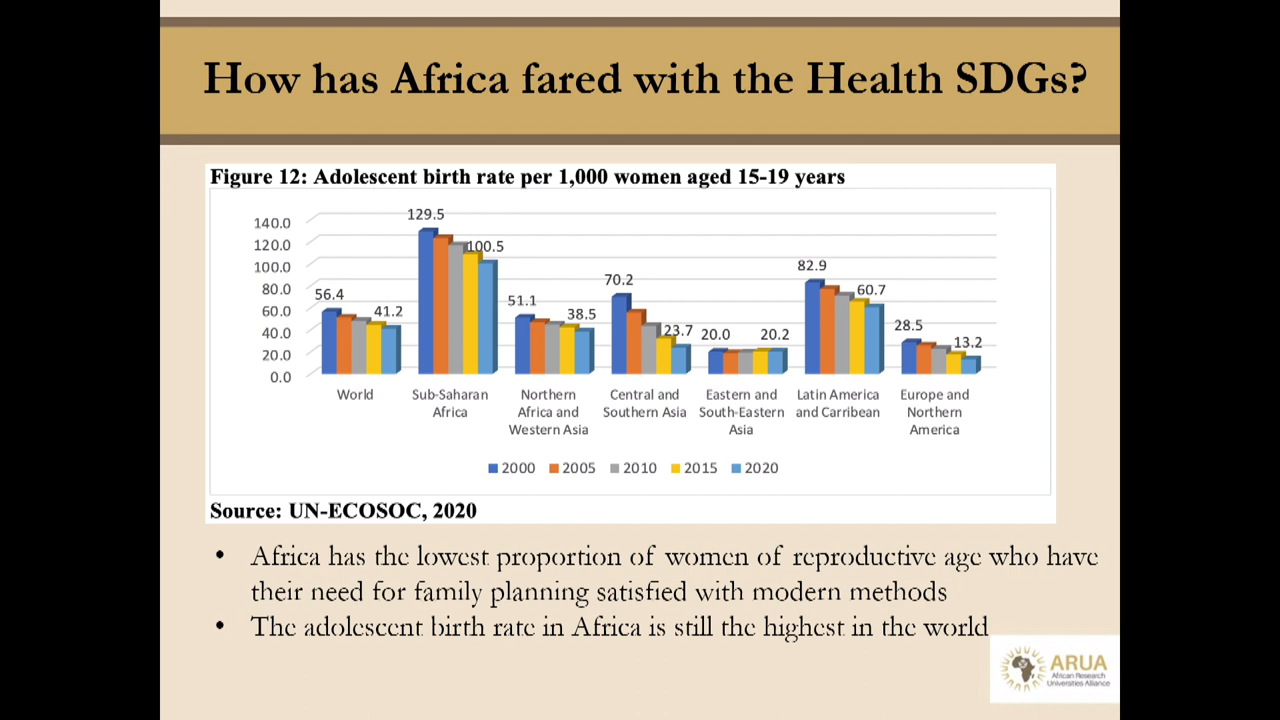 How has Africa fared with the Health SDGs?
Figure 12: Adolescent birth rate per 1,000 women aged 15-19 years
140.0
120.0
100.0
80.0
60.0
40.0
20.0
0.0
56.4
41.2
129.5
100.5
51.1
38.5
70.2
23.7
20.0
20.2
82.9
60.7
28.5
13.2
World
Sub-Saharan
Africa
Northern
Africa and
Western Asia
Central and
Southern Asia
Eastern and
South-Eastern
Asia
Latin America
and Carribean
Europe and
Northern
America
2000 2005 2010 2015 2020
Source: UN-ECOSOC, 2020
• Africa has the lowest proportion of women of reproductive age who have
their need for family planning satisfied with modern methods
• The adolescent birth rate in Africa is still the highest in the world
ARUA
African Research
Universities Alliance